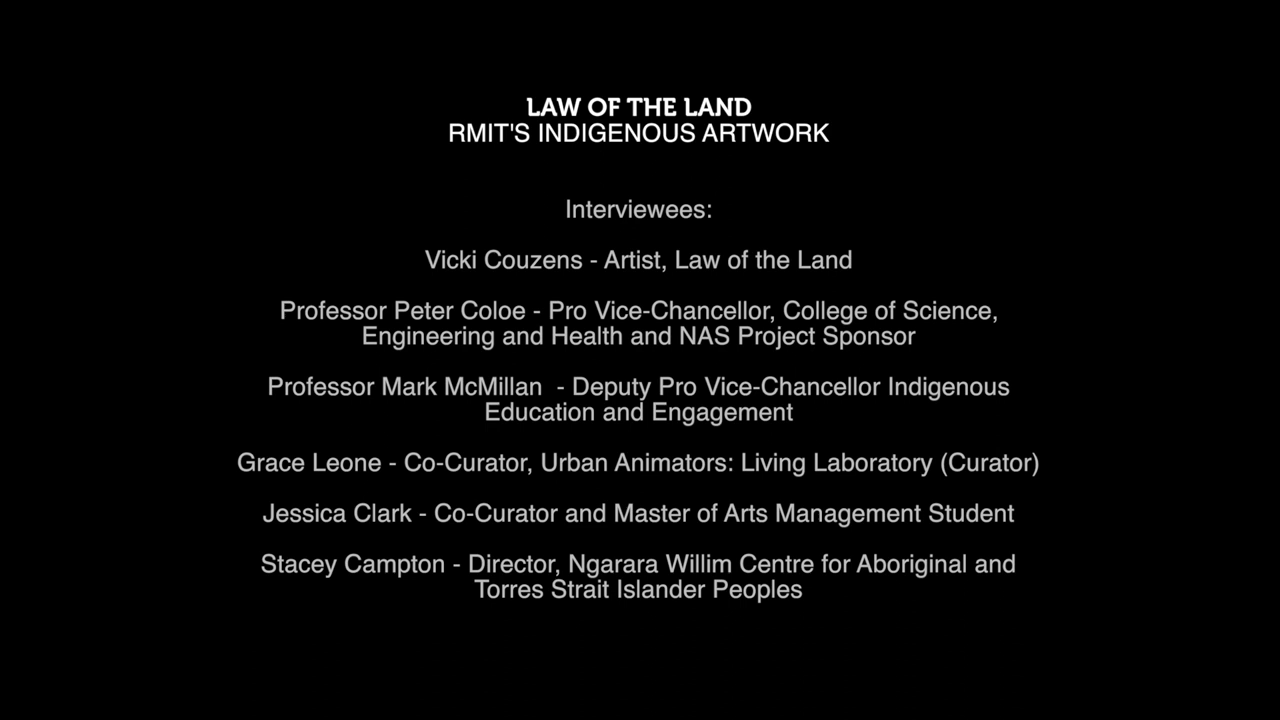 LAW OF THE LAND
RMIT'S INDIGENOUS ARTWORK
Interviewees:
Vicki Couzens - Artist, Law of the Land
Professor Peter Coloe - Pro Vice-Chancellor, College of Science,
Engineering and Health and NAS Project Sponsor
Professor Mark McMillan  - Deputy Pro Vice-Chancellor Indigenous
Education and Engagement
Grace Leone - Co-Curator, Urban Animators: Living Laboratory (Curator)
Jessica Clark - Co-Curator and Master of Arts Management Student
Stacey Campton - Director, Ngarara Willim Centre for Aboriginal and
Torres Strait Islander Peoples